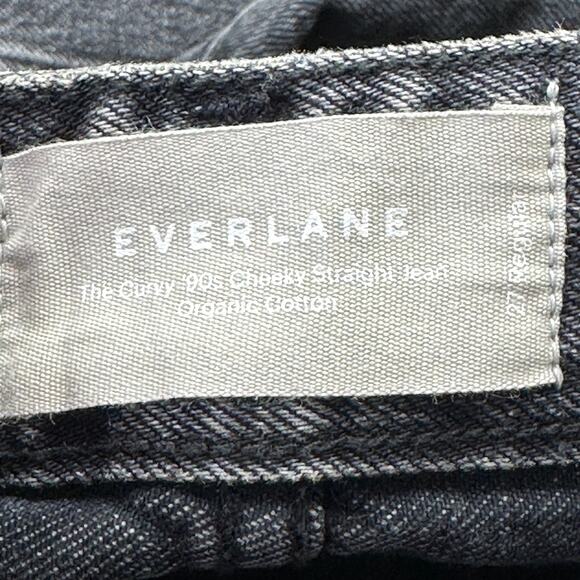 EVERLANE
The Curvy '90s Cheeky Straight Jean
Organic Cotton
27 Regular